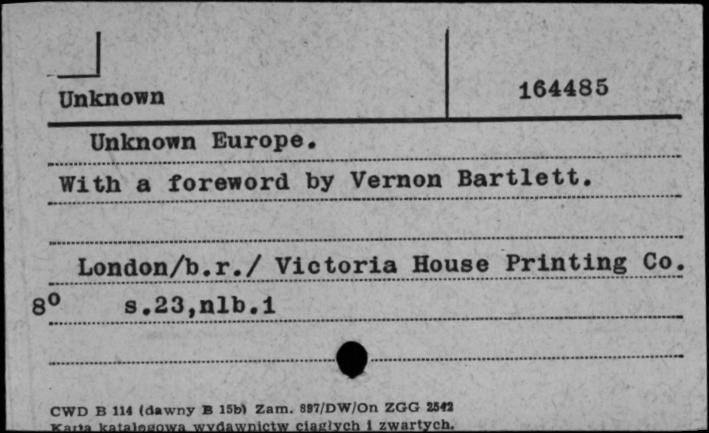 Unknown 164485
Unknown Europe.
With a foreword by Vernon Bartlett.
London/b.r./ Victoria House Printing Co.
8⁰ s.23,nlb.1
CWD B 114 (dawny B 15b) Zam. 897/DW/On ZGG 2542
Karta katalogowa wydawnictw ciągłych i zwartych.